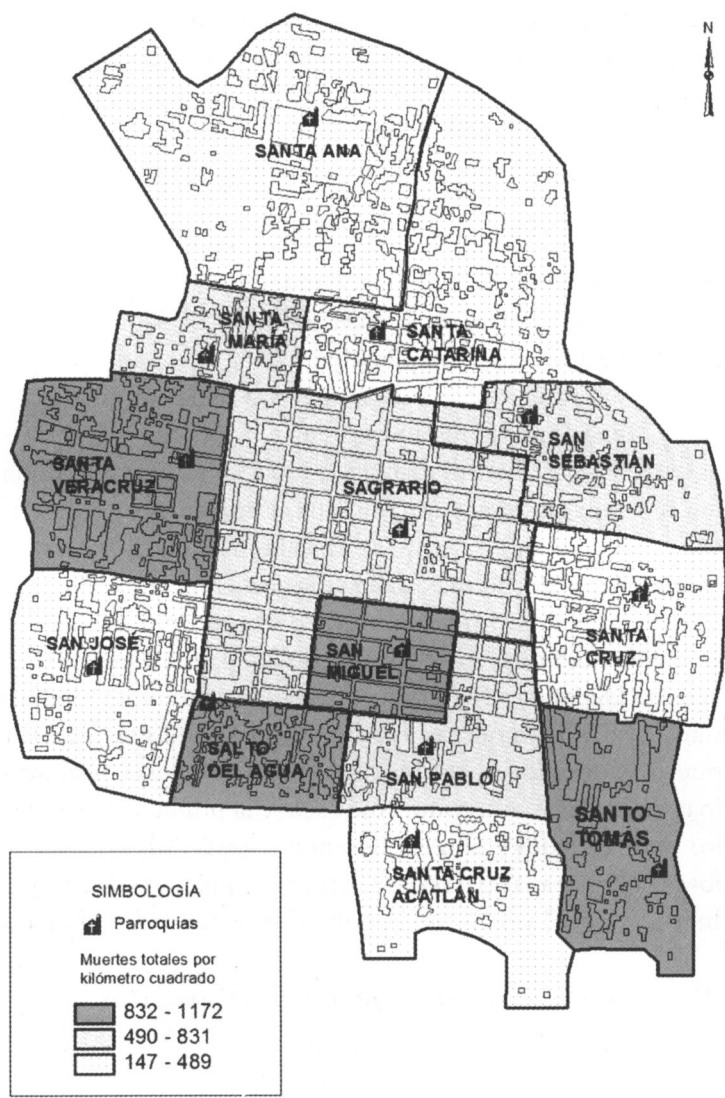 N
SANTA ANA
SANTA
MARÍA
SANTA
CATARINA
SANTA
VERACRUZ
SAN
SEBASTIÁN
SAGRARIO
SAN JOSÉ
SAN
MIGUEL
SANTA
CRUZ
SALTO
DEL AGUA
SAN PABLO
SANTO
TOMÁS
SANTA CRUZ
ACATLÁN
SIMBOLOGÍA
Parroquias
Muertes totales por
kilómetro cuadrado
832 - 1172
490 - 831
147 - 489